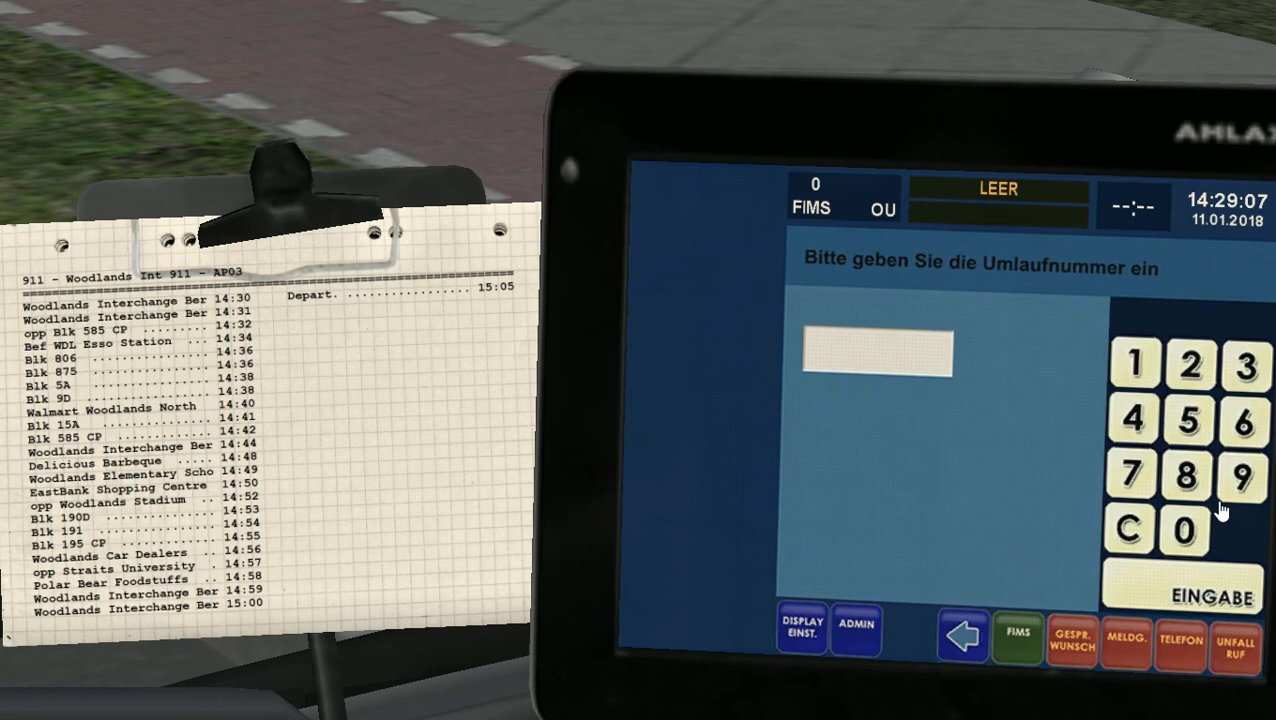 911 - Woodlands Int 911 - AP03
Woodlands Interchange Ber 14:30
Depart. ................. 15:05
Woodlands Interchange Ber 14:31
opp Blk 585 CP ......... 14:32
Bef WDL Esso Station ... 14:34
Blk 806 ............... 14:36
Blk 875 ............... 14:36
Blk 5A ................ 14:38
Blk 9D ................ 14:38
Walmart Woodlands North 14:40
Blk 15A ............... 14:41
Blk 585 CP ............ 14:42
Woodlands Interchange Ber 14:44
Delicious Barbeque ..... 14:48
Woodlands Elementary Scho 14:49
EastBank Shopping Centre 14:50
opp Woodlands Stadium .. 14:52
Blk 190D .............. 14:53
Blk 191 ............... 14:54
Blk 195 CP ............ 14:55
Woodlands Car Dealers .. 14:56
opp Straits University . 14:57
Polar Bear Foodstuffs .. 14:58
Woodlands Interchange Ber 14:59
Woodlands Interchange Ber 15:00
0
FIMS OU
LEER
--:--
14:29:07
11.01.2018
Bitte geben Sie die Umlaufnummer ein
1 2 3
4 5 6
7 8 9
C 0
EINGABE
DISPLAY EINST.
ADMIN
FIMS
GESPR. WUNSCH
MELDG.
TELEFON
UNFALL RUF